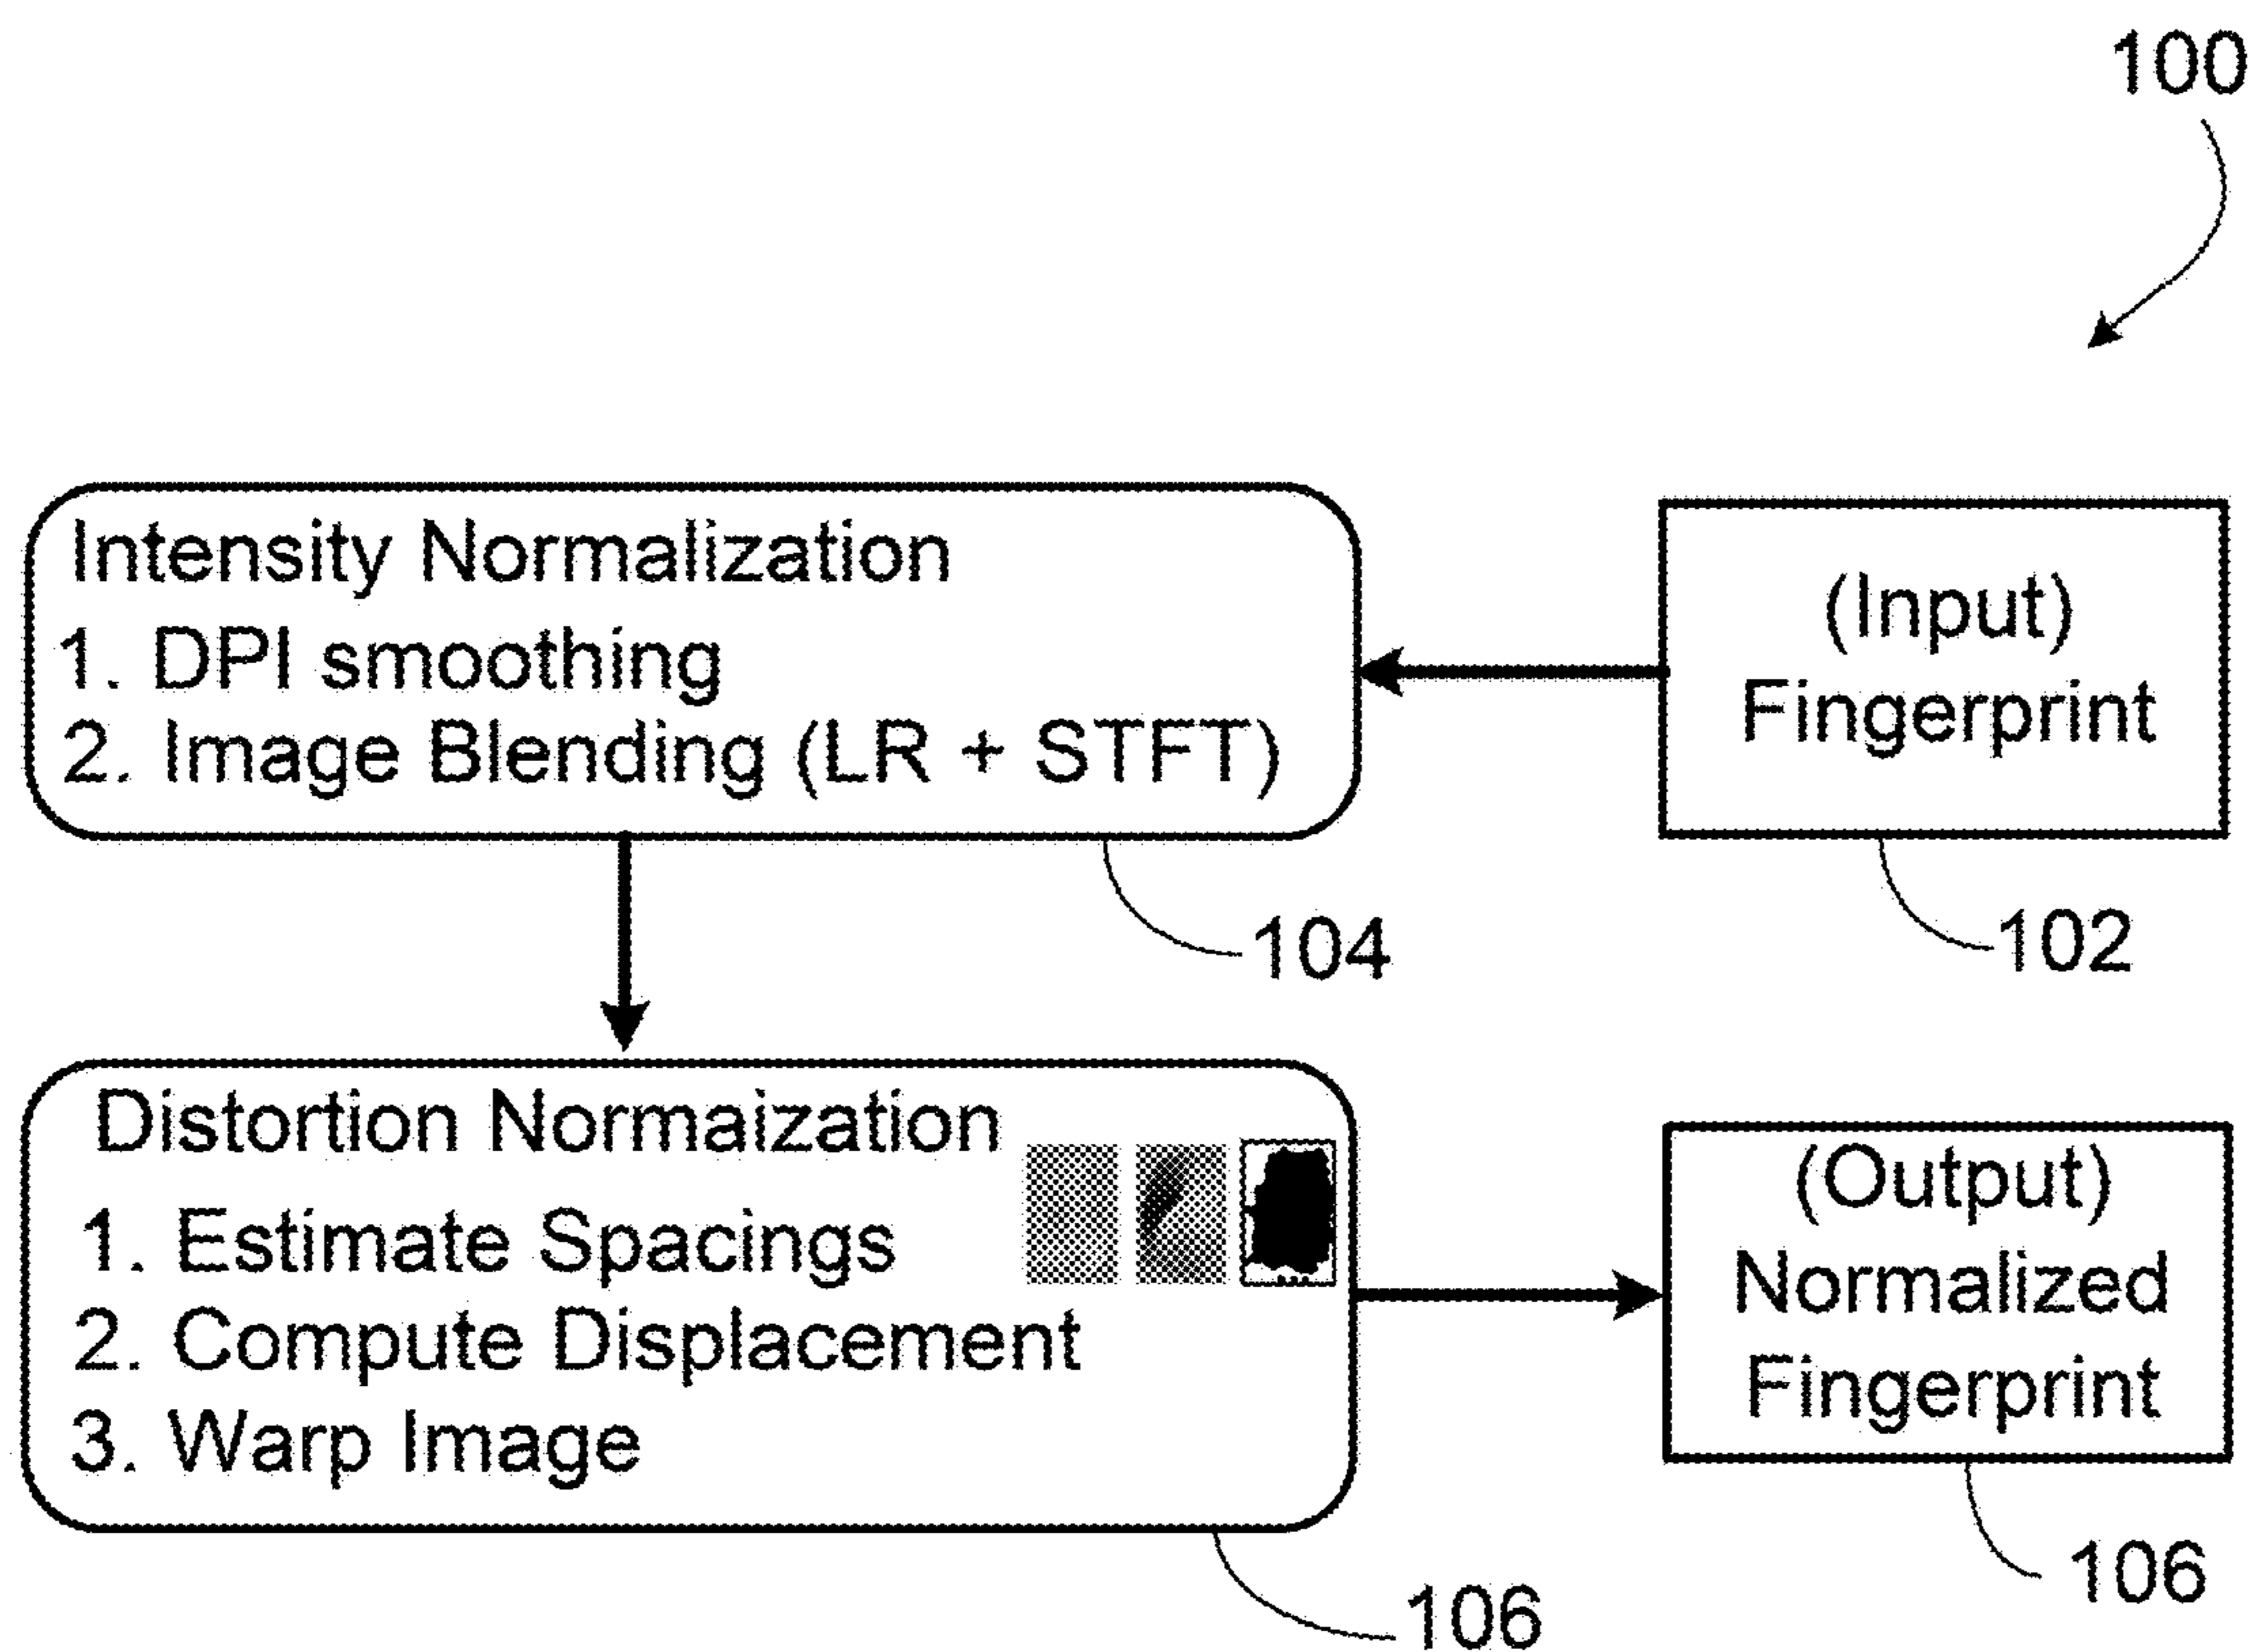 100
Intensity Normalization
1. DPI smoothing
2. Image Blending (LR + STFT)
104
(Input)
Fingerprint
102
Distortion Normaization
1. Estimate Spacings
2. Compute Displacement
3. Warp Image
106
(Output)
Normalized
Fingerprint
106